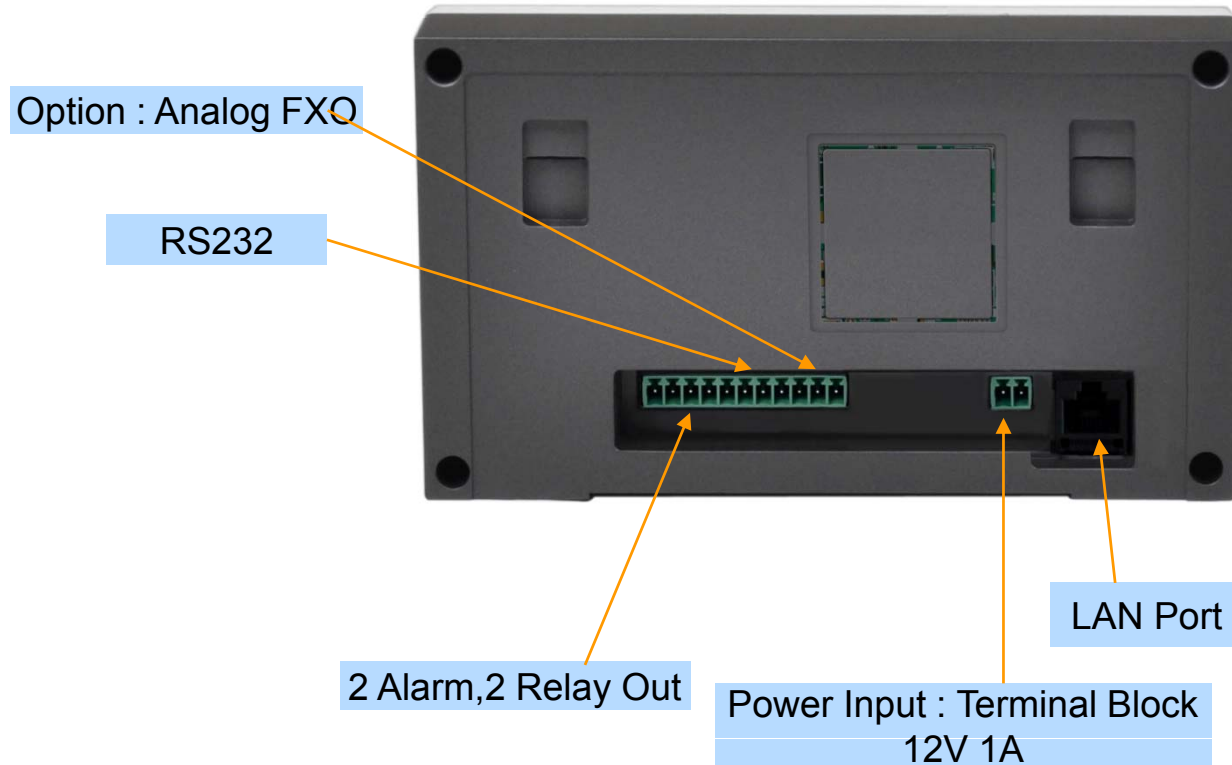 Option : Analog FXO
RS232
LAN Port
2 Alarm,2 Relay Out
Power Input : Terminal Block
12V 1A